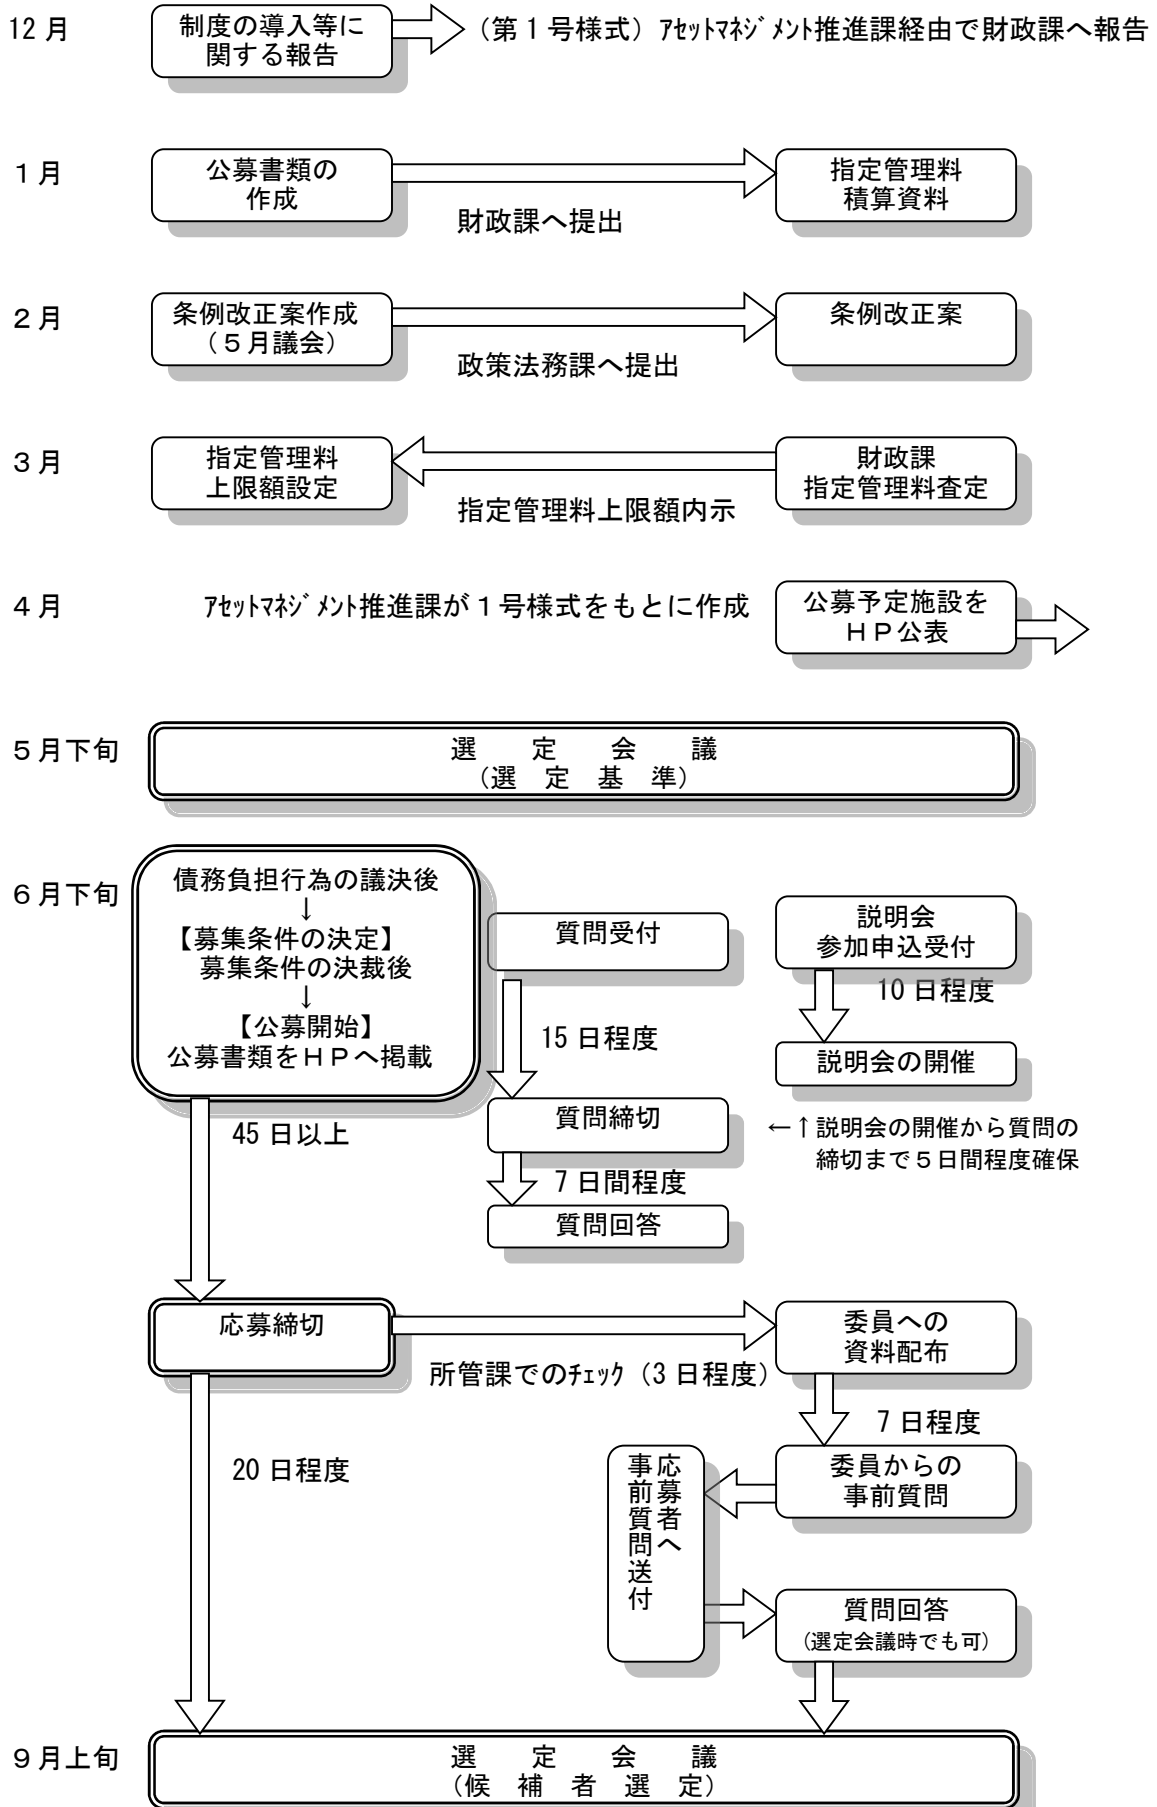 12月
制度の導入等に
関する報告
（第１号様式）ｱｾｯﾄﾏﾈｼﾞﾒﾝﾄ推進課経由で財政課へ報告
１月
公募書類の
作成
財政課へ提出
指定管理料
積算資料
２月
条例改正案作成
（５月議会）
政策法務課へ提出
条例改正案
３月
指定管理料
上限額設定
指定管理料上限額内示
財政課
指定管理料査定
４月
ｱｾｯﾄﾏﾈｼﾞﾒﾝﾄ推進課が１号様式をもとに作成
公募予定施設を
ＨＰ公表
５月下旬
選　定　会　議
（選　定　基　準）
６月下旬
債務負担行為の議決後
↓
【募集条件の決定】
募集条件の決裁後
↓
【公募開始】
公募書類をＨＰへ掲載
質問受付
説明会
参加申込受付
10日程度
15日程度
説明会の開催
45日以上
質問締切
←↑説明会の開催から質問の
締切まで５日間程度確保
7日間程度
質問回答
応募締切
所管課でのﾁｪｯｸ（3日程度）
委員への
資料配布
7日程度
20日程度
委員からの
事前質問
応募者へ
事前質問送付
質問回答
（選定会議時でも可）
９月上旬
選　定　会　議
（候　補　者　選　定）